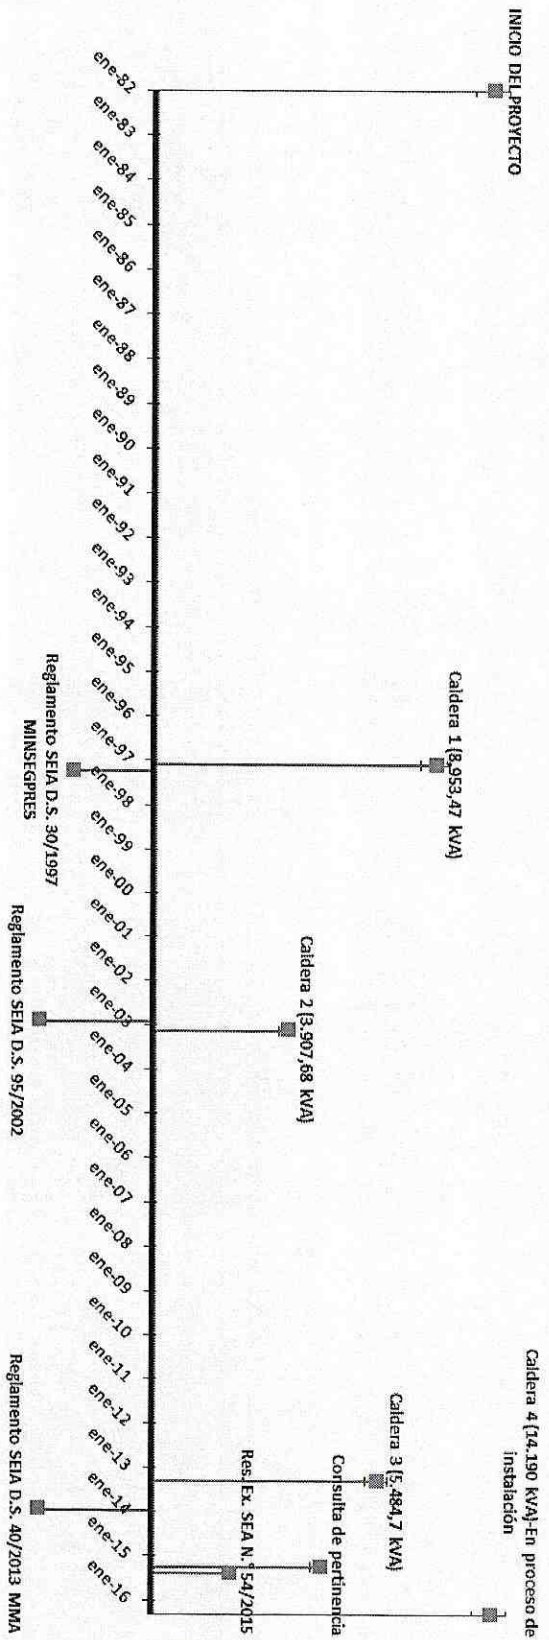 INICIO DEL PROYECTO
Caldera 1 (8,953,47 kVA)
Caldera 2 (3.907,68 kVA)
Caldera 3 (5.484,7 kVA)
Caldera 4 (14.190 kVA)-En proceso de
instalación
Consulta de pertinencia
Res. Ex. SEA N.° 54/2015
ene-82
ene-83
ene-84
ene-85
ene-86
ene-87
ene-88
ene-89
ene-90
ene-91
ene-92
ene-93
ene-94
ene-95
ene-96
ene-97
ene-98
ene-99
ene-00
ene-01
ene-02
ene-03
ene-04
ene-05
ene-06
ene-07
ene-08
ene-09
ene-10
ene-11
ene-12
ene-13
ene-14
ene-15
ene-16
Reglamento SEIA D.S. 30/1997
MINSEGPRES
Reglamento SEIA D.S. 95/2002
Reglamento SEIA D.S. 40/2013 MMA